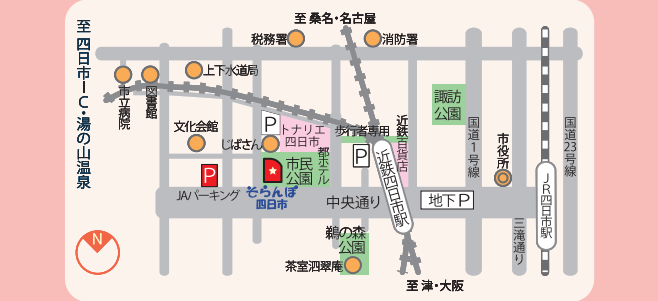 至 桑名・名古屋
税務署
消防署
至 四日市IC・湯の山温泉
上下水道局
市立病院
図書館
諏訪
公園
文化会館
P
トナリエ
四日市
歩行者専用
近鉄百貨店
国道1号線
国道23号線
市役所
じばさん
都ホテル
市民
公園
P
P
JAパーキング
そらんぽ
四日市
近鉄四日市駅
中央通り
地下P
JR四日市駅
三滝通り
鵜の森
公園
茶室泗翠庵
至 津・大阪
N